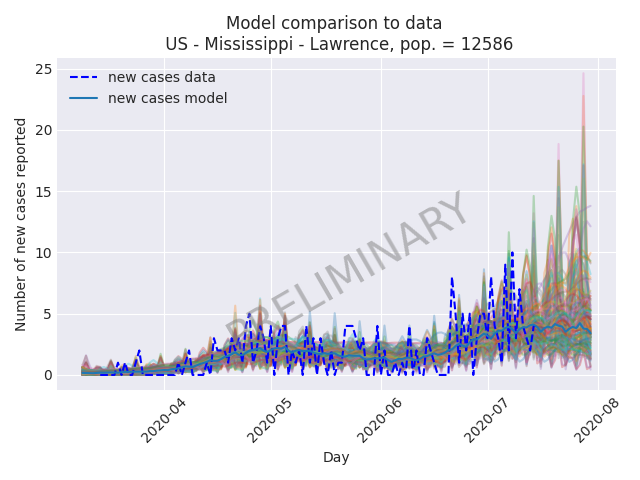 Model comparison to data
US - Mississippi - Lawrence, pop. = 12586
25
20
15
10
5
0
Number of new cases reported
new cases data
new cases model
PRELIMINARY
2020-04
2020-05
2020-06
2020-07
2020-08
Day